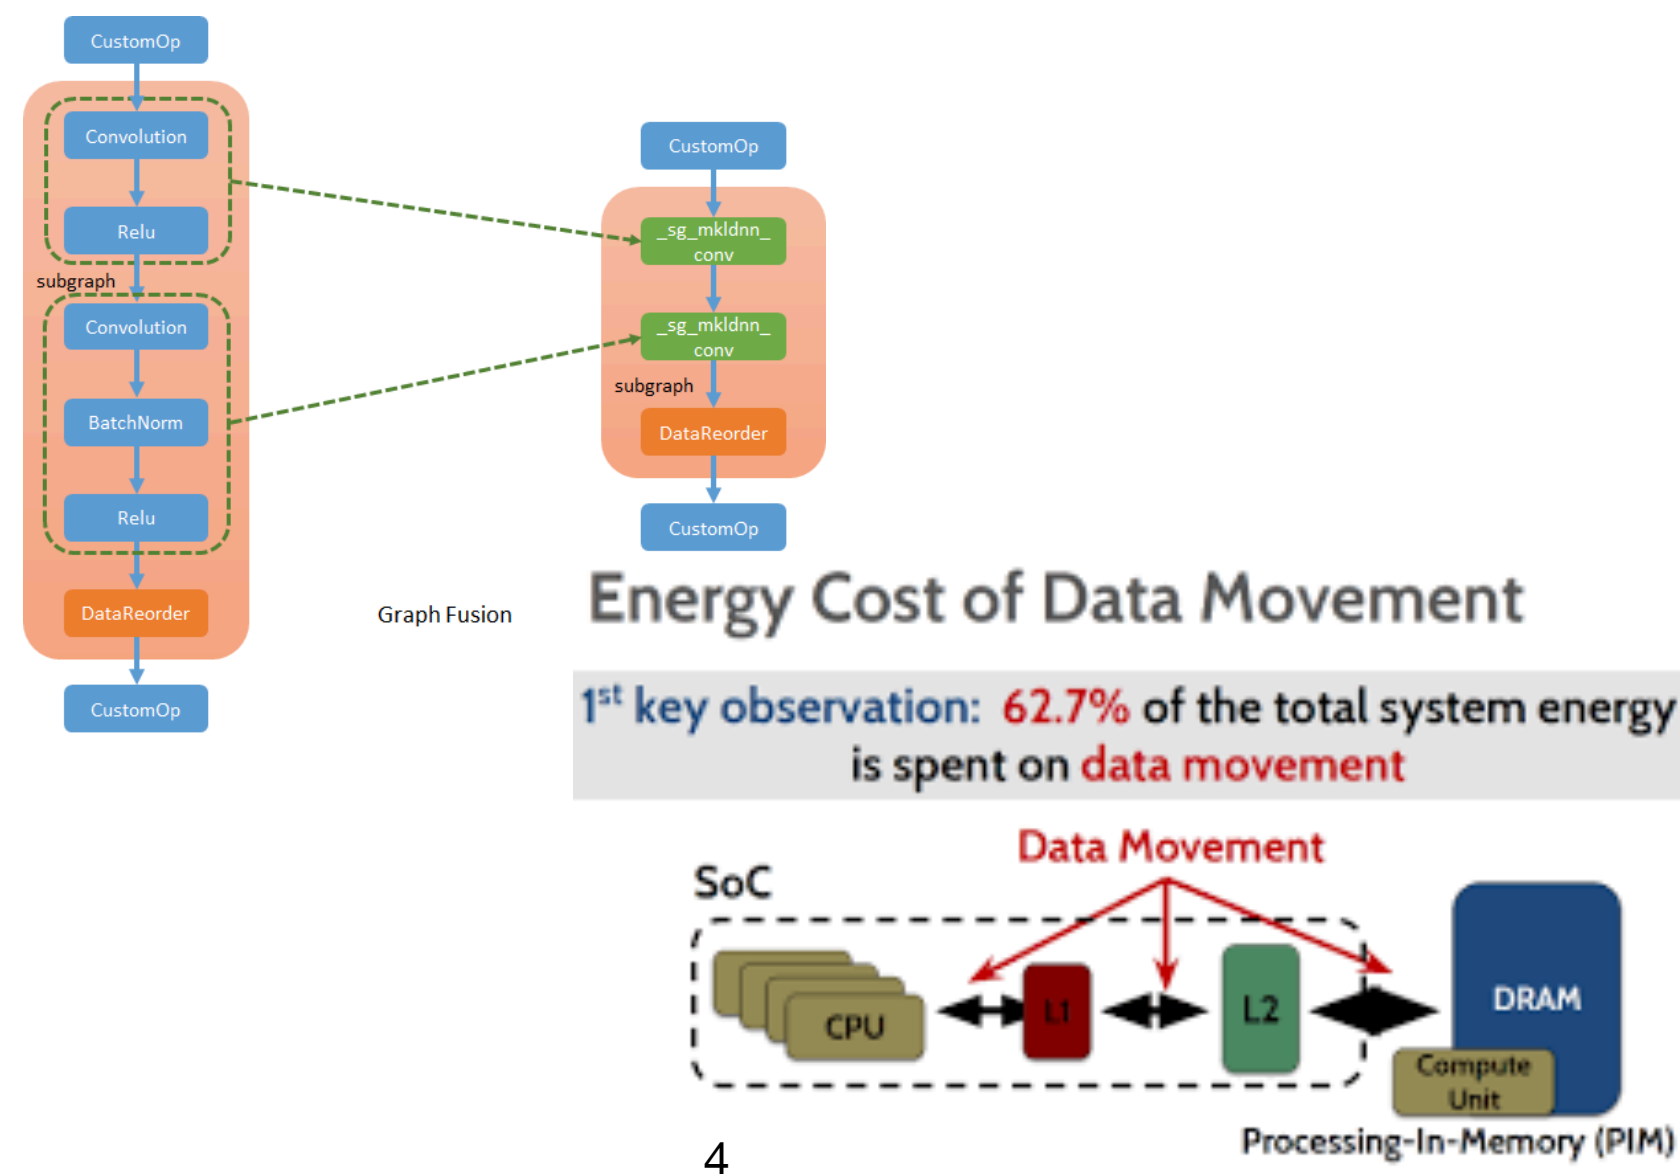 CustomOp
Convolution
Relu
subgraph
Convolution
BatchNorm
Relu
DataReorder
CustomOp
Graph Fusion
CustomOp
_sg_mkldnn_
conv
_sg_mkldnn_
conv
subgraph
DataReorder
CustomOp
Energy Cost of Data Movement
1st key observation: 62.7% of the total system energy
is spent on data movement
Data Movement
SoC
CPU
L1
L2
DRAM
Compute
Unit
Processing-In-Memory (PIM)
4